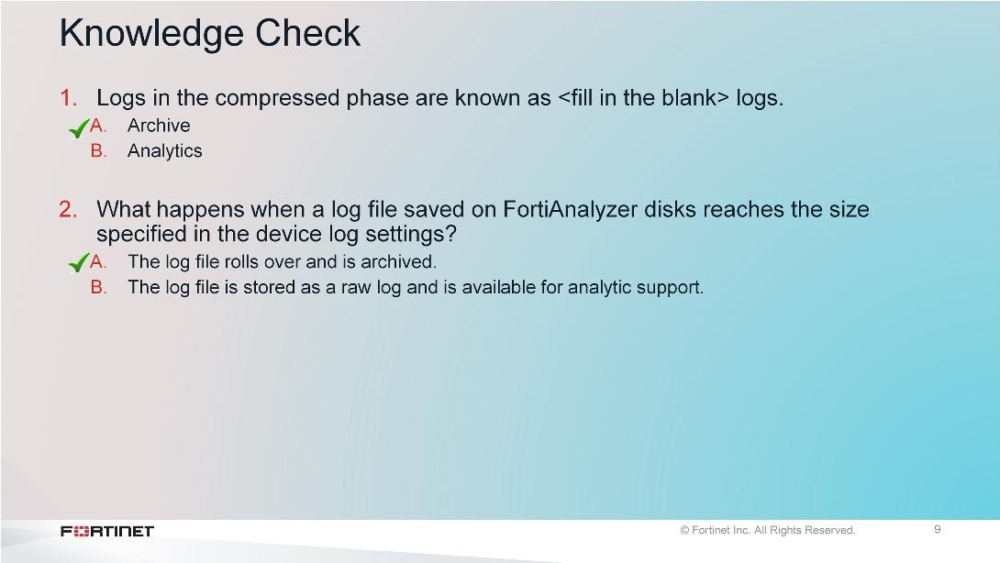 Knowledge Check
1. Logs in the compressed phase are known as <fill in the blank> logs.
A. Archive
B. Analytics
2. What happens when a log file saved on FortiAnalyzer disks reaches the size
specified in the device log settings?
A. The log file rolls over and is archived.
B. The log file is stored as a raw log and is available for analytic support.
FORTINET
© Fortinet Inc. All Rights Reserved.
9